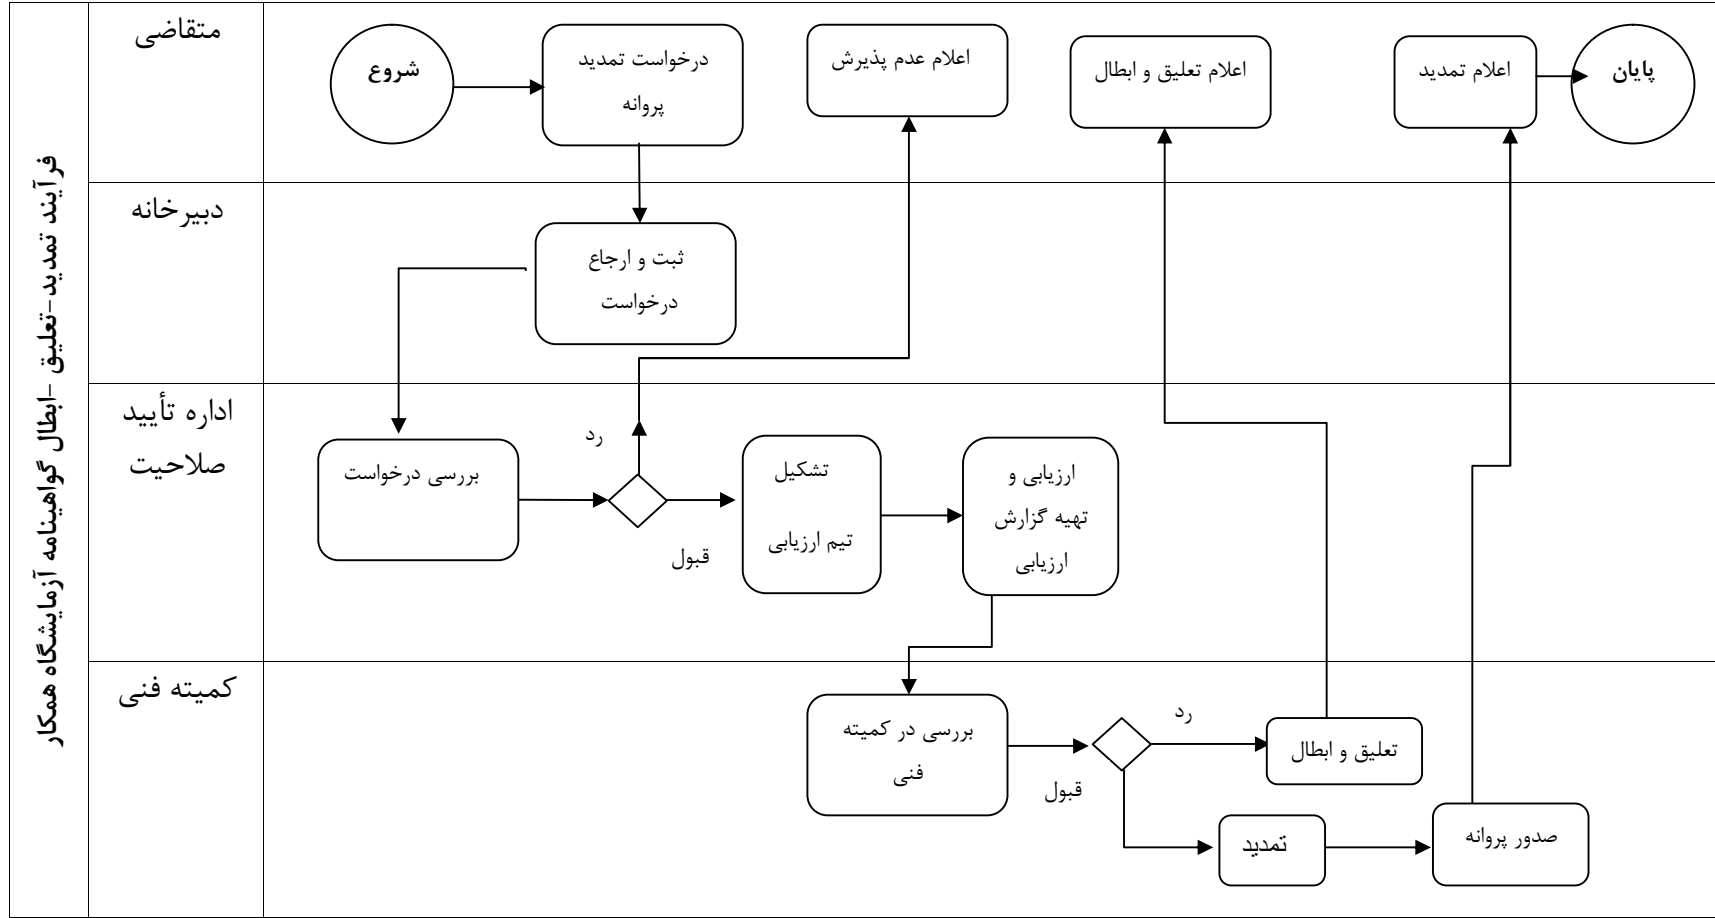 فرآیند تمدید-تعلیق -ابطال گواهینامه آزمایشگاه همکار
متقاضی
شروع
درخواست تمدید
پروانه
اعلام عدم پذیرش
اعلام تعلیق و ابطال
اعلام تمدید
پایان
دبیرخانه
ثبت و ارجاع
درخواست
اداره تأیید
صلاحیت
بررسی درخواست
رد
قبول
تشکیل
تیم ارزیابی
ارزیابی و
تهیه گزارش
ارزیابی
کمیته فنی
بررسی در کمیته
فنی
رد
قبول
تعلیق و ابطال
تمدید
صدور پروانه